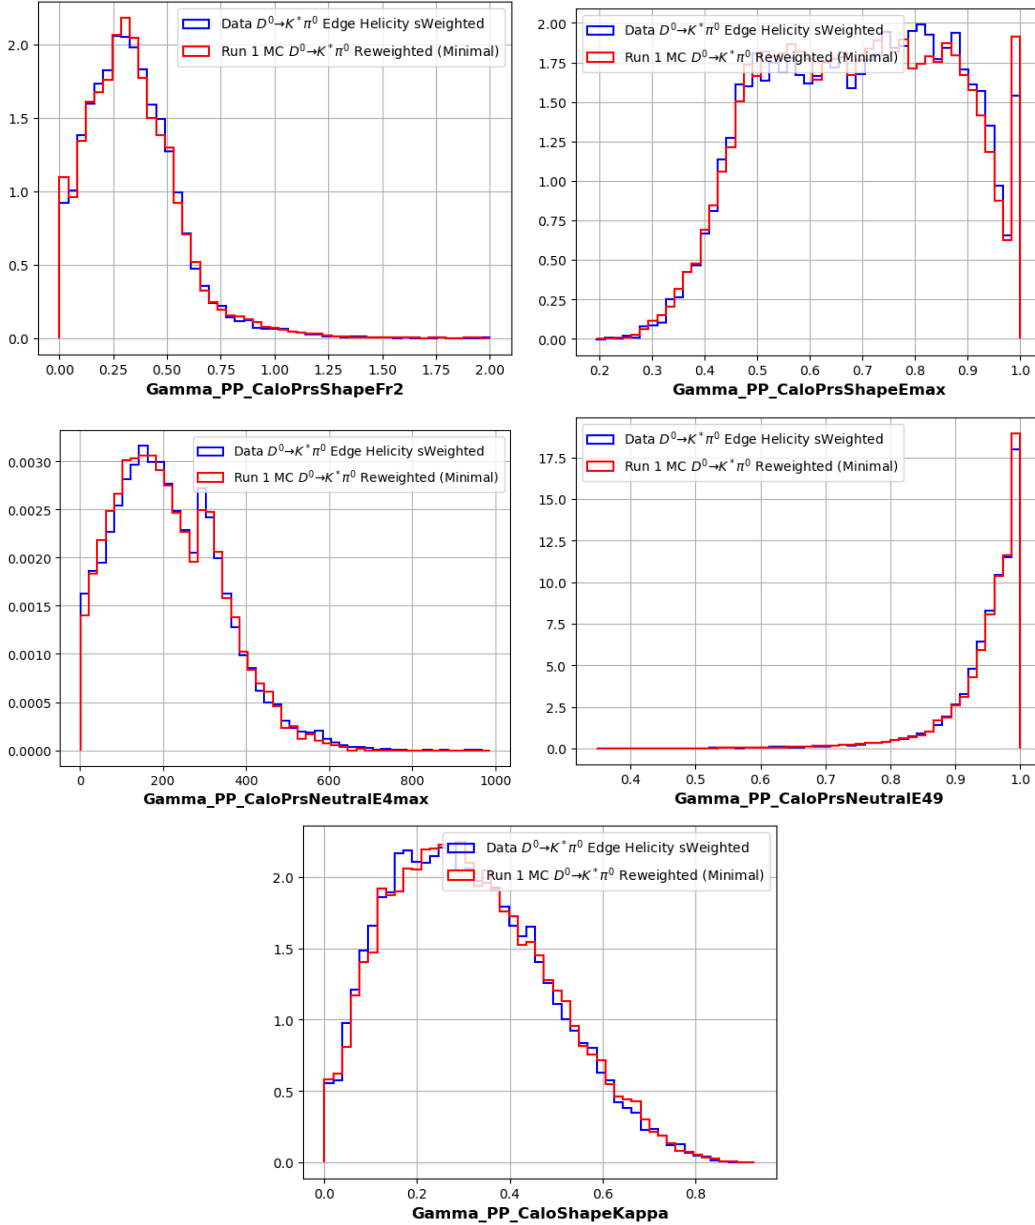 Data D⁰→K*π⁰ Edge Helicity sWeighted
Run 1 MC D⁰→K*π⁰ Reweighted (Minimal)
2.0
1.5
1.0
0.5
0.0
0.00 0.25 0.50 0.75 1.00 1.25 1.50 1.75 2.00
Gamma_PP_CaloPrsShapeFr2
Data D⁰→K*π⁰ Edge Helicity sWeighted
Run 1 MC D⁰→K*π⁰ Reweighted (Minimal)
2.00
1.75
1.50
1.25
1.00
0.75
0.50
0.25
0.00
0.2 0.3 0.4 0.5 0.6 0.7 0.8 0.9 1.0
Gamma_PP_CaloPrsShapeEmax
Data D⁰→K*π⁰ Edge Helicity sWeighted
Run 1 MC D⁰→K*π⁰ Reweighted (Minimal)
0.0030
0.0025
0.0020
0.0015
0.0010
0.0005
0.0000
0 200 400 600 800 1000
Gamma_PP_CaloPrsNeutralE4max
Data D⁰→K*π⁰ Edge Helicity sWeighted
Run 1 MC D⁰→K*π⁰ Reweighted (Minimal)
17.5
15.0
12.5
10.0
7.5
5.0
2.5
0.0
0.4 0.5 0.6 0.7 0.8 0.9 1.0
Gamma_PP_CaloPrsNeutralE49
Data D⁰→K*π⁰ Edge Helicity sWeighted
Run 1 MC D⁰→K*π⁰ Reweighted (Minimal)
2.0
1.5
1.0
0.5
0.0
0.0 0.2 0.4 0.6 0.8
Gamma_PP_CaloShapeKappa